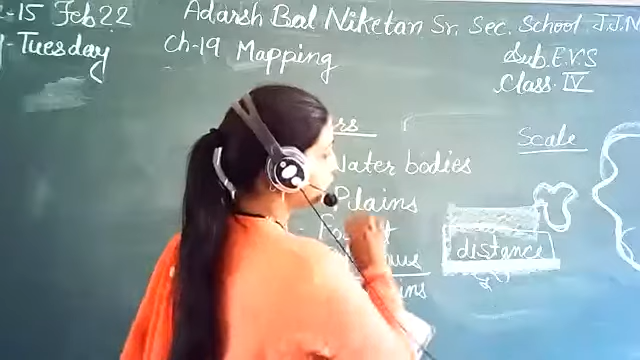 15 Feb 22
Adarsh Bal Niketan Sr. Sec. School J.J.N
Tuesday
Ch-19 Mapping
Sub. E.V.S
Class. IV
Scale
Water bodies
Plains
distance